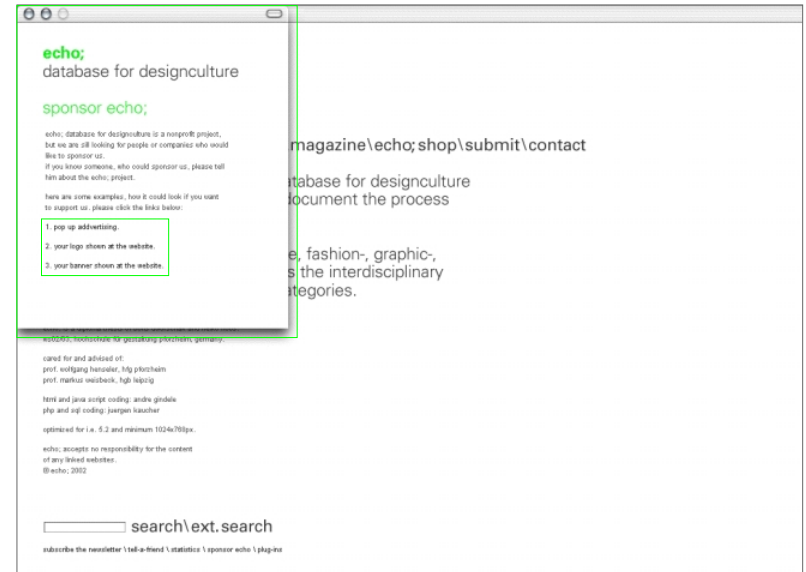 echo;
database for designculture
sponsor echo;
echo; database for designculture is a nonprofit project,
but we are sill looking for people or companies who would
like to sponsor us.
if you know someone, who could sponsor us, please tell
him about the echo; project.
here are some examples, how it could look if you want
to support us. please click the links below:
1. pop up addvertising.
2. your logo shown at the website.
3. your banner shown at the website.
magazine\echo; shop\submit\contact
tabase for designculture
document the process
e, fashion-, graphic-,
s the interdisciplinary
tegories.
ws02/03, hochschule für gestaltung pforzheim, germany.
cared for and advised of:
prof. wolfgang henseler, hfg pforzheim
prof. markus weisbeck, hgb leipzig
html and java script coding: andre gindele
php and sql coding: juergen kaucher
optimized for i.e. 5.2 and minimum 1024x768px.
echo; accepts no responsibility for the content
of any linked websites.
© echo; 2002
search\ext.search
subscribe the newsletter \ tell-a-friend \ statistics \ sponsor echo \ plug-ins